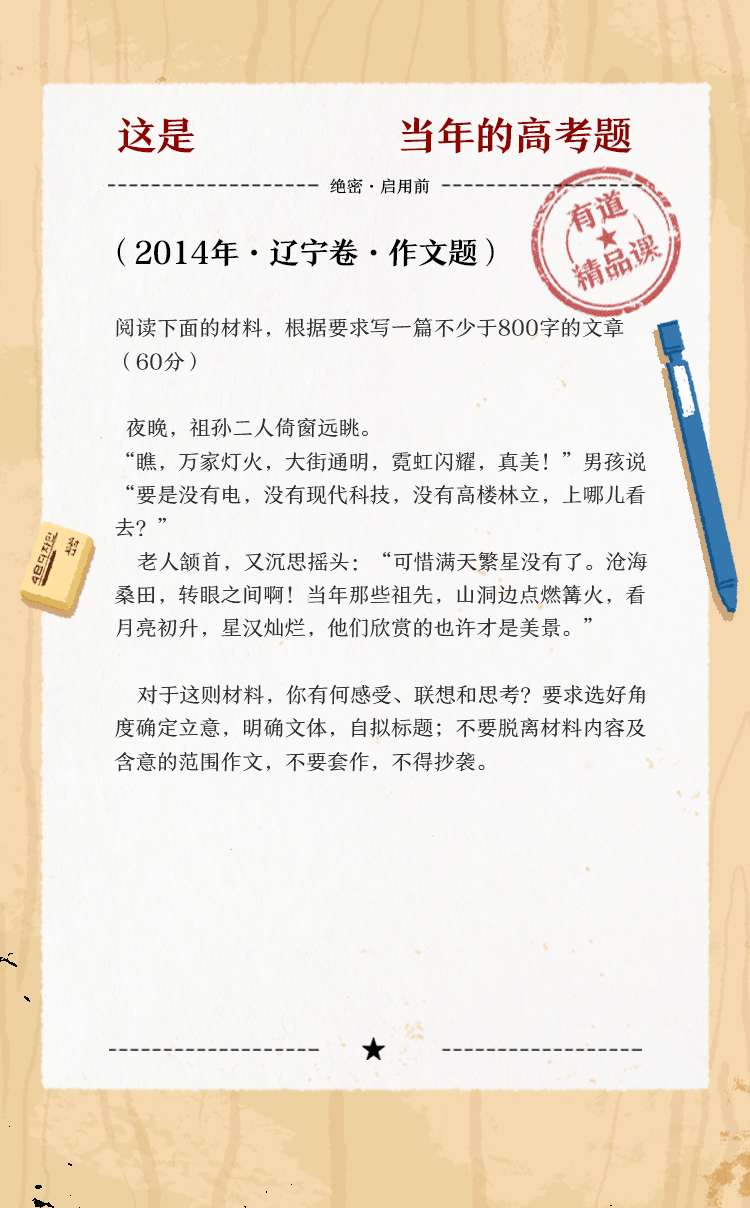 这是 当年的高考题
绝密·启用前
有道
精品课
（2014年·辽宁卷·作文题）
阅读下面的材料，根据要求写一篇不少于800字的文章
（60分）
夜晚，祖孙二人倚窗远眺。
“瞧，万家灯火，大街通明，霓虹闪耀，真美！”男孩说
“要是没有电，没有现代科技，没有高楼林立，上哪儿看
去？”
老人颔首，又沉思摇头：“可惜满天繁星没有了。沧海
桑田，转眼之间啊！当年那些祖先，山洞边点燃篝火，看
月亮初升，星汉灿烂，他们欣赏的也许才是美景。”
对于这则材料，你有何感受、联想和思考？要求选好角
度确定立意，明确文体，自拟标题；不要脱离材料内容及
含意的范围作文，不要套作，不得抄袭。